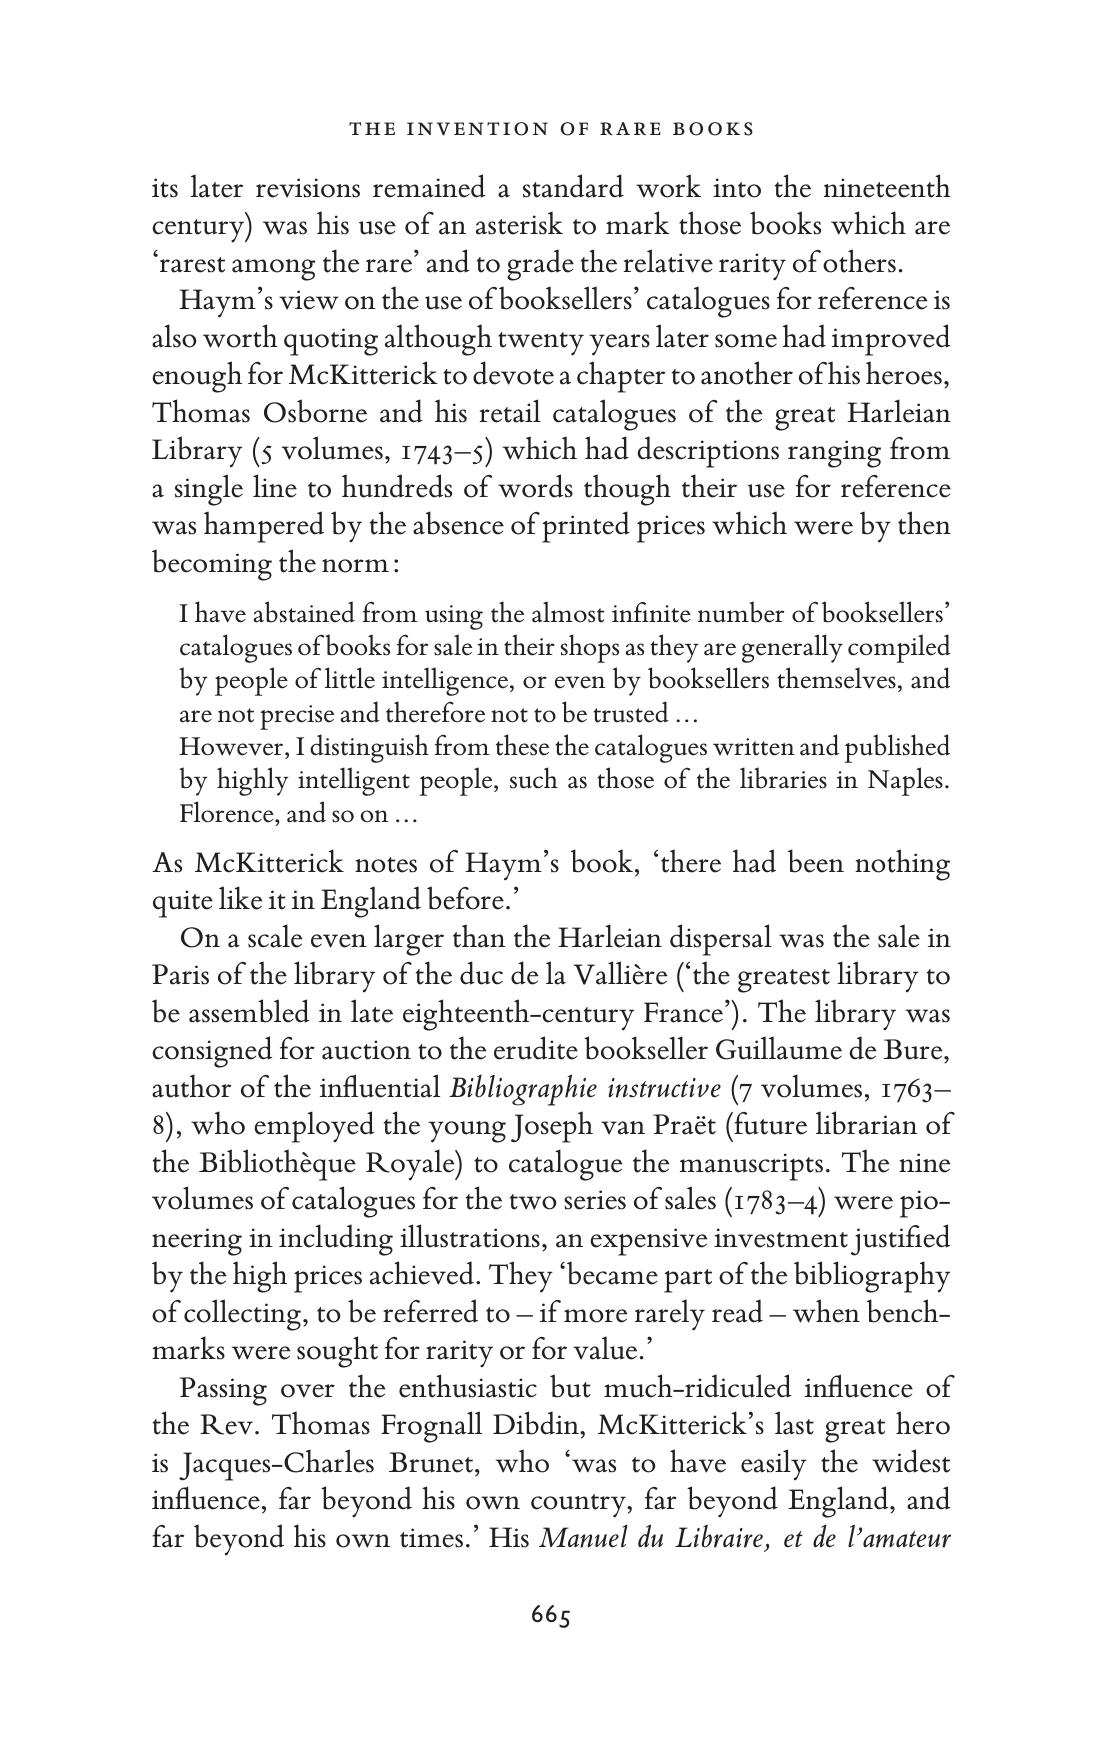 THE INVENTION OF RARE BOOKS
its later revisions remained a standard work into the nineteenth
century) was his use of an asterisk to mark those books which are
‘rarest among the rare’ and to grade the relative rarity of others.
Haym’s view on the use of booksellers’ catalogues for reference is
also worth quoting although twenty years later some had improved
enough for McKitterick to devote a chapter to another of his heroes,
Thomas Osborne and his retail catalogues of the great Harleian
Library (5 volumes, 1743–5) which had descriptions ranging from
a single line to hundreds of words though their use for reference
was hampered by the absence of printed prices which were by then
becoming the norm :
I have abstained from using the almost infinite number of booksellers’
catalogues of books for sale in their shops as they are generally compiled
by people of little intelligence, or even by booksellers themselves, and
are not precise and therefore not to be trusted …
However, I distinguish from these the catalogues written and published
by highly intelligent people, such as those of the libraries in Naples.
Florence, and so on …
As McKitterick notes of Haym’s book, ‘there had been nothing
quite like it in England before.’
On a scale even larger than the Harleian dispersal was the sale in
Paris of the library of the duc de la Vallière (‘the greatest library to
be assembled in late eighteenth-century France’). The library was
consigned for auction to the erudite bookseller Guillaume de Bure,
author of the influential Bibliographie instructive (7 volumes, 1763–
8), who employed the young Joseph van Praët (future librarian of
the Bibliothèque Royale) to catalogue the manuscripts. The nine
volumes of catalogues for the two series of sales (1783–4) were pio-
neering in including illustrations, an expensive investment justified
by the high prices achieved. They ‘became part of the bibliography
of collecting, to be referred to – if more rarely read – when bench-
marks were sought for rarity or for value.’
Passing over the enthusiastic but much-ridiculed influence of
the Rev. Thomas Frognall Dibdin, McKitterick’s last great hero
is Jacques-Charles Brunet, who ‘was to have easily the widest
influence, far beyond his own country, far beyond England, and
far beyond his own times.’ His Manuel du Libraire, et de l’amateur
665